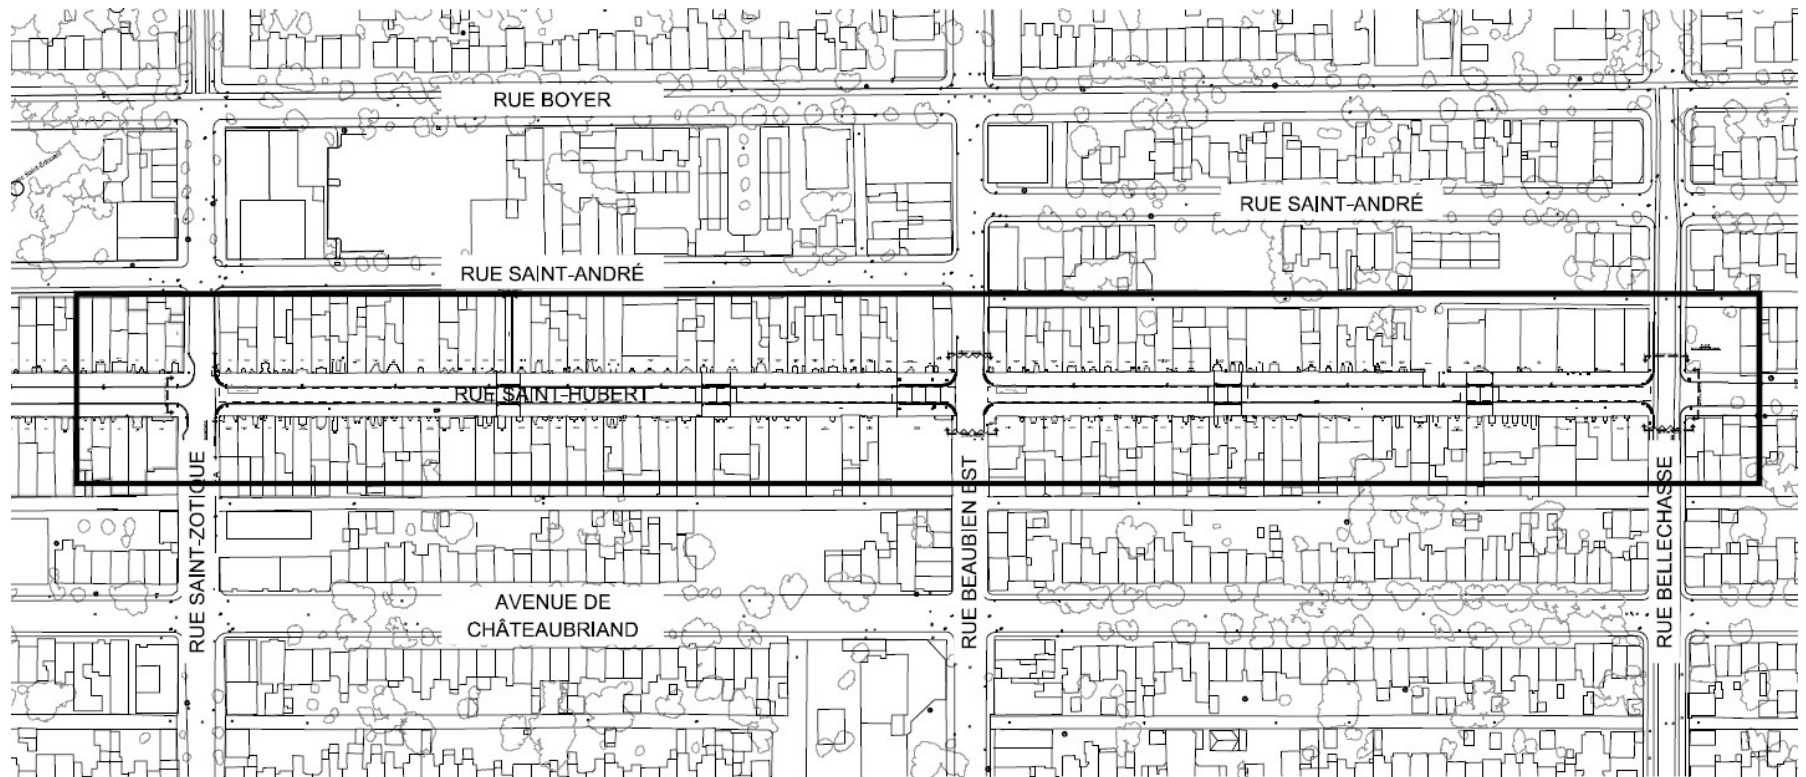 RUE BOYER
RUE SAINT-ANDRÉ
RUE SAINT-ANDRÉ
RUE SAINT-HUBERT
RUE SAINT-ZOTIQUE
RUE BEAUBIEN EST
RUE BELLECHASSE
AVENUE DE
CHÂTEAUBRIAND